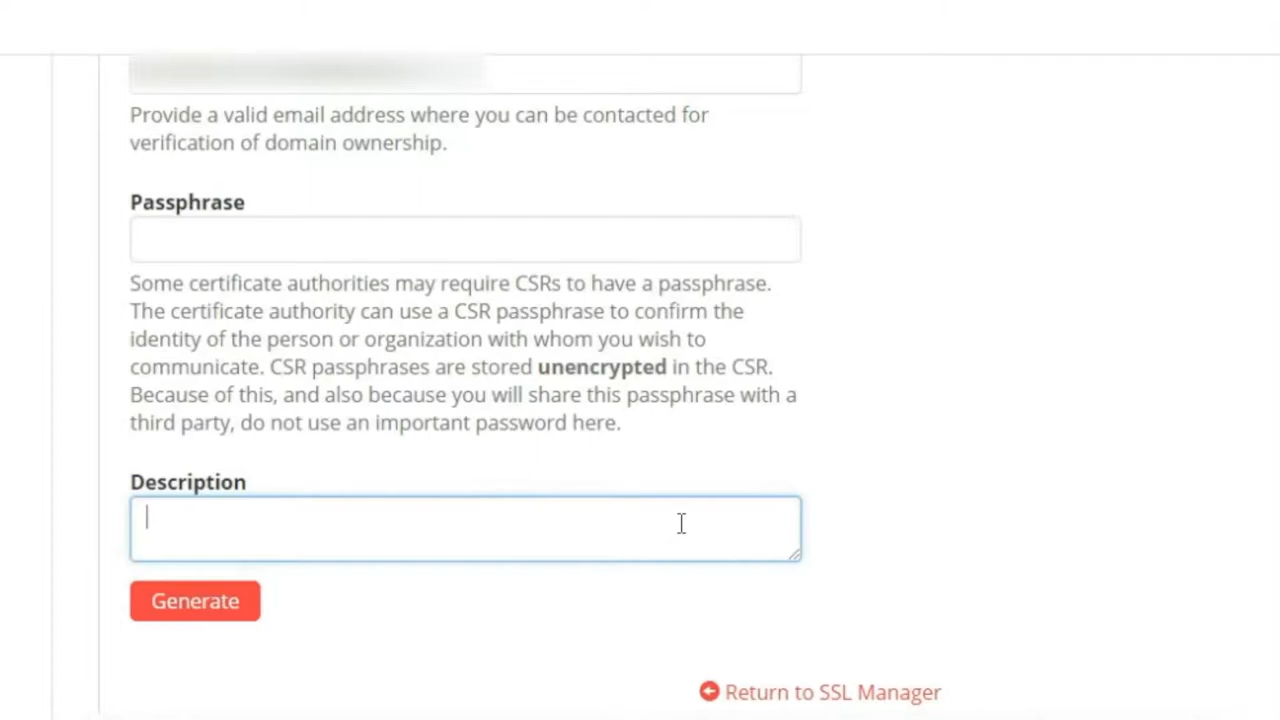 Provide a valid email address where you can be contacted for
verification of domain ownership.
Passphrase
Some certificate authorities may require CSRs to have a passphrase.
The certificate authority can use a CSR passphrase to confirm the
identity of the person or organization with whom you wish to
communicate. CSR passphrases are stored unencrypted in the CSR.
Because of this, and also because you will share this passphrase with a
third party, do not use an important password here.
Description
Generate
Return to SSL Manager